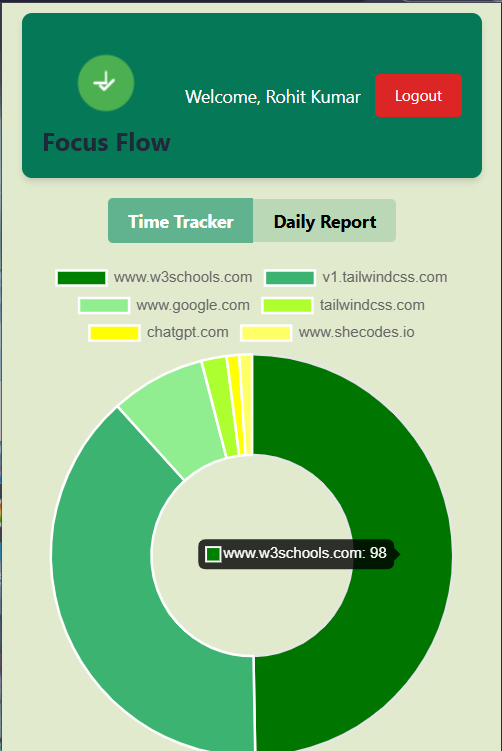 Welcome, Rohit Kumar
Logout
Focus Flow
Time Tracker
Daily Report
www.w3schools.com
v1.tailwindcss.com
www.google.com
tailwindcss.com
chatgpt.com
www.shecodes.io
www.w3schools.com: 98